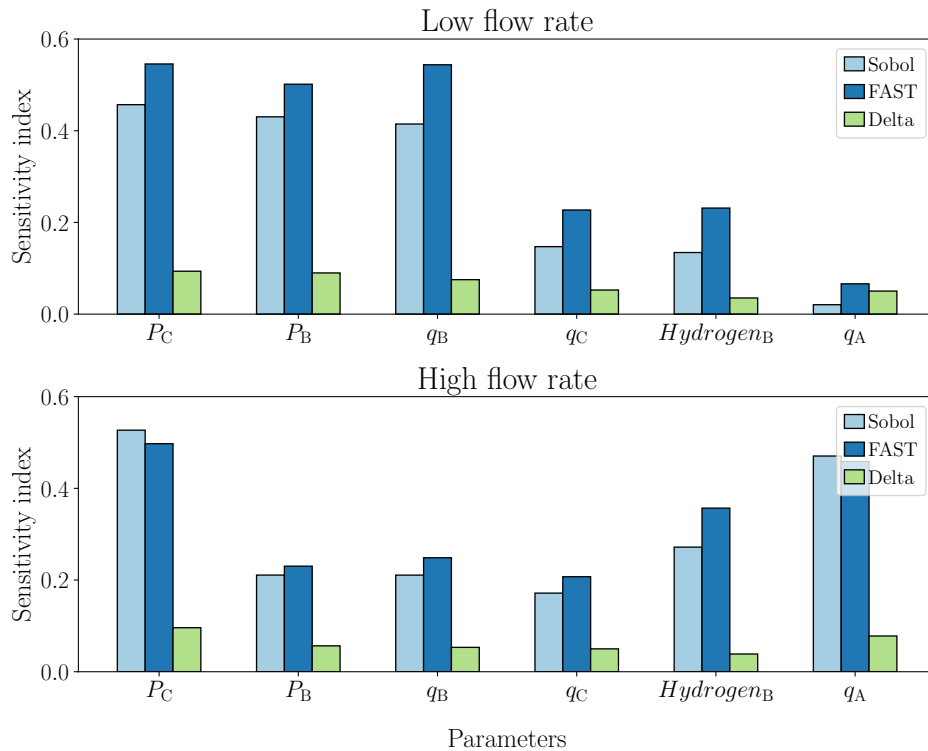 Low flow rate
Sensitivity index
0.6
0.4
0.2
0.0
Sobol
FAST
Delta
P_C P_B q_B q_C Hydrogen_B q_A
High flow rate
Sensitivity index
0.6
0.4
0.2
0.0
Sobol
FAST
Delta
P_C P_B q_B q_C Hydrogen_B q_A
Parameters